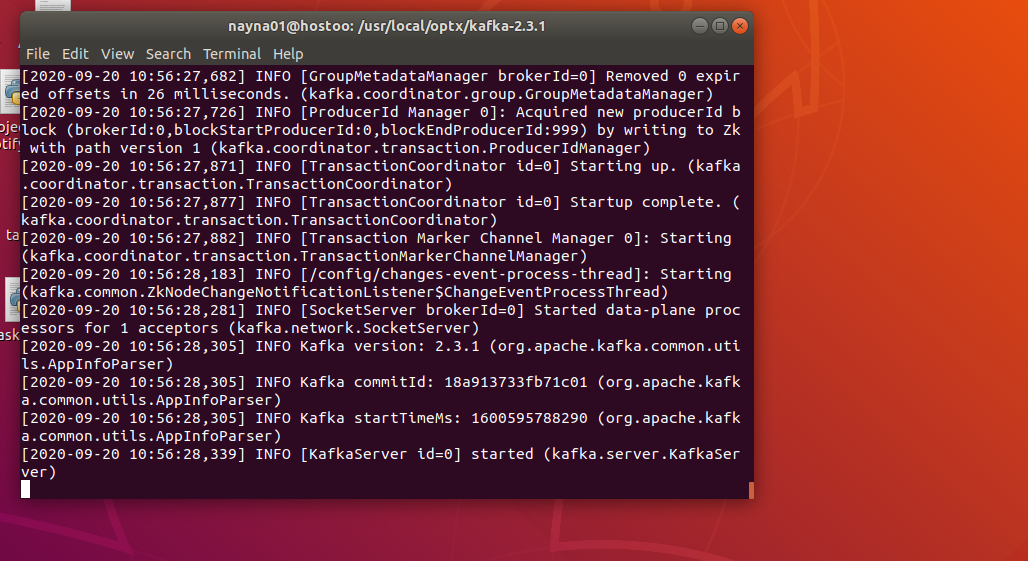 nayna01@hostoo: /usr/local/optx/kafka-2.3.1
File Edit View Search Terminal Help
[2020-09-20 10:56:27,682] INFO [GroupMetadataManager brokerId=0] Removed 0 expir
ed offsets in 26 milliseconds. (kafka.coordinator.group.GroupMetadataManager)
[2020-09-20 10:56:27,726] INFO [ProducerId Manager 0]: Acquired new producerId b
lock (brokerId:0,blockStartProducerId:0,blockEndProducerId:999) by writing to Zk
 with path version 1 (kafka.coordinator.transaction.ProducerIdManager)
[2020-09-20 10:56:27,871] INFO [TransactionCoordinator id=0] Starting up. (kafka
.coordinator.transaction.TransactionCoordinator)
[2020-09-20 10:56:27,877] INFO [TransactionCoordinator id=0] Startup complete. (
kafka.coordinator.transaction.TransactionCoordinator)
[2020-09-20 10:56:27,882] INFO [Transaction Marker Channel Manager 0]: Starting
(kafka.coordinator.transaction.TransactionMarkerChannelManager)
[2020-09-20 10:56:28,183] INFO [/config/changes-event-process-thread]: Starting
(kafka.common.ZkNodeChangeNotificationListener$ChangeEventProcessThread)
[2020-09-20 10:56:28,281] INFO [SocketServer brokerId=0] Started data-plane proc
essors for 1 acceptors (kafka.network.SocketServer)
[2020-09-20 10:56:28,305] INFO Kafka version: 2.3.1 (org.apache.kafka.common.uti
ls.AppInfoParser)
[2020-09-20 10:56:28,305] INFO Kafka commitId: 18a913733fb71c01 (org.apache.kafk
a.common.utils.AppInfoParser)
[2020-09-20 10:56:28,305] INFO Kafka startTimeMs: 1600595788290 (org.apache.kafk
a.common.utils.AppInfoParser)
[2020-09-20 10:56:28,339] INFO [KafkaServer id=0] started (kafka.server.KafkaSer
ver)